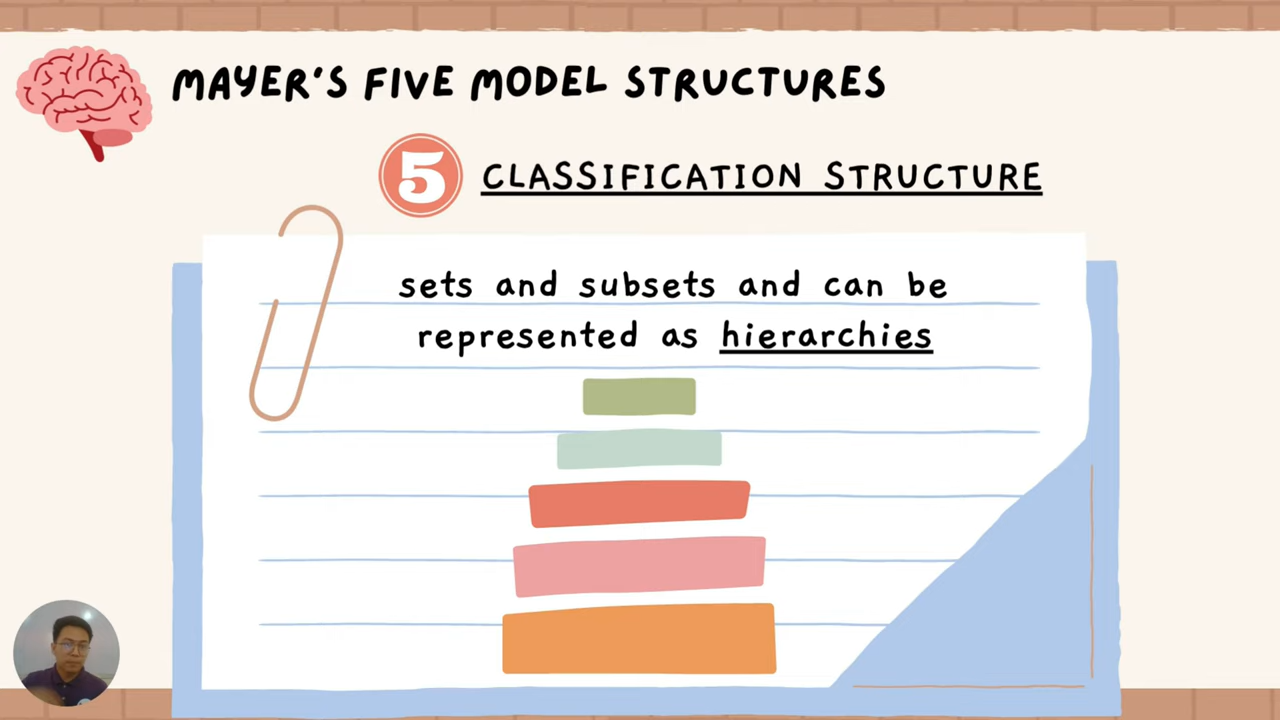 MAYER'S FIVE MODEL STRUCTURES
5 CLASSIFICATION STRUCTURE
sets and subsets and can be
represented as hierarchies